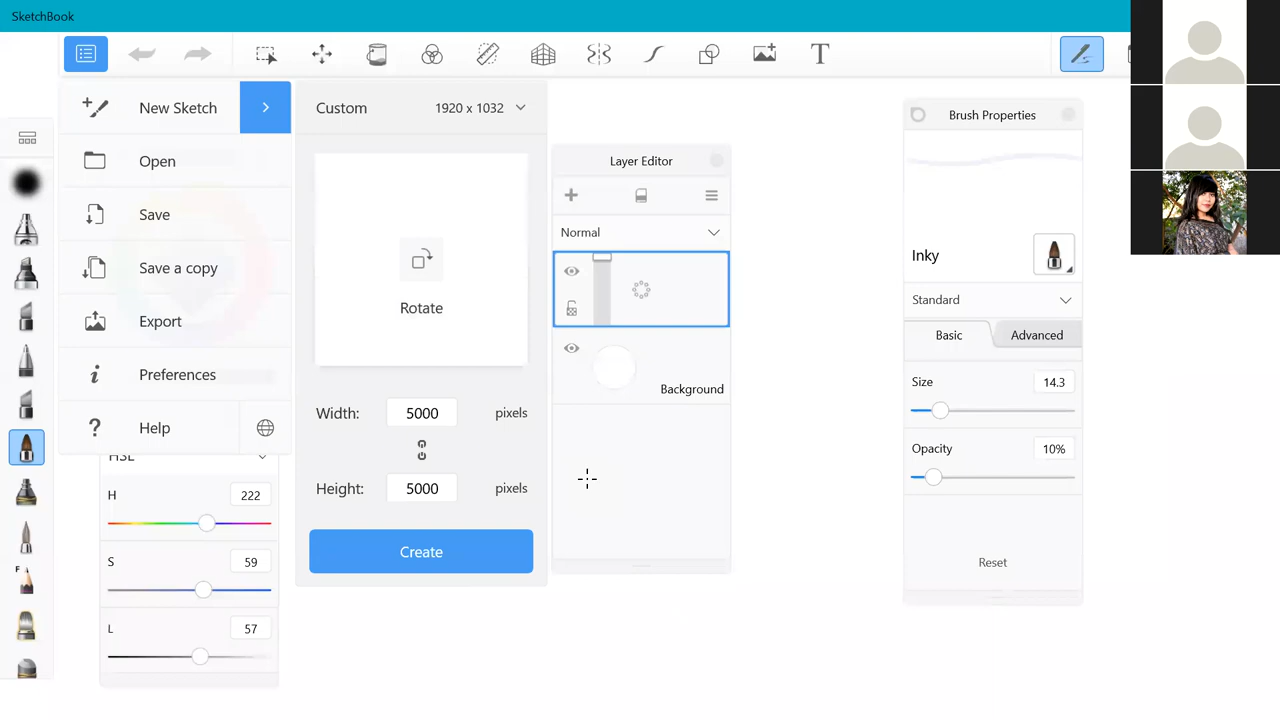 SketchBook
T
New Sketch
Open
Save
Save a copy
Export
Preferences
Help
HSL
H
222
S
59
L
57
F
Custom
1920 x 1032
Rotate
Width:
5000
pixels
Height:
5000
pixels
Create
Layer Editor
Normal
Background
Brush Properties
Inky
Standard
Basic
Advanced
Size
14.3
Opacity
10%
Reset